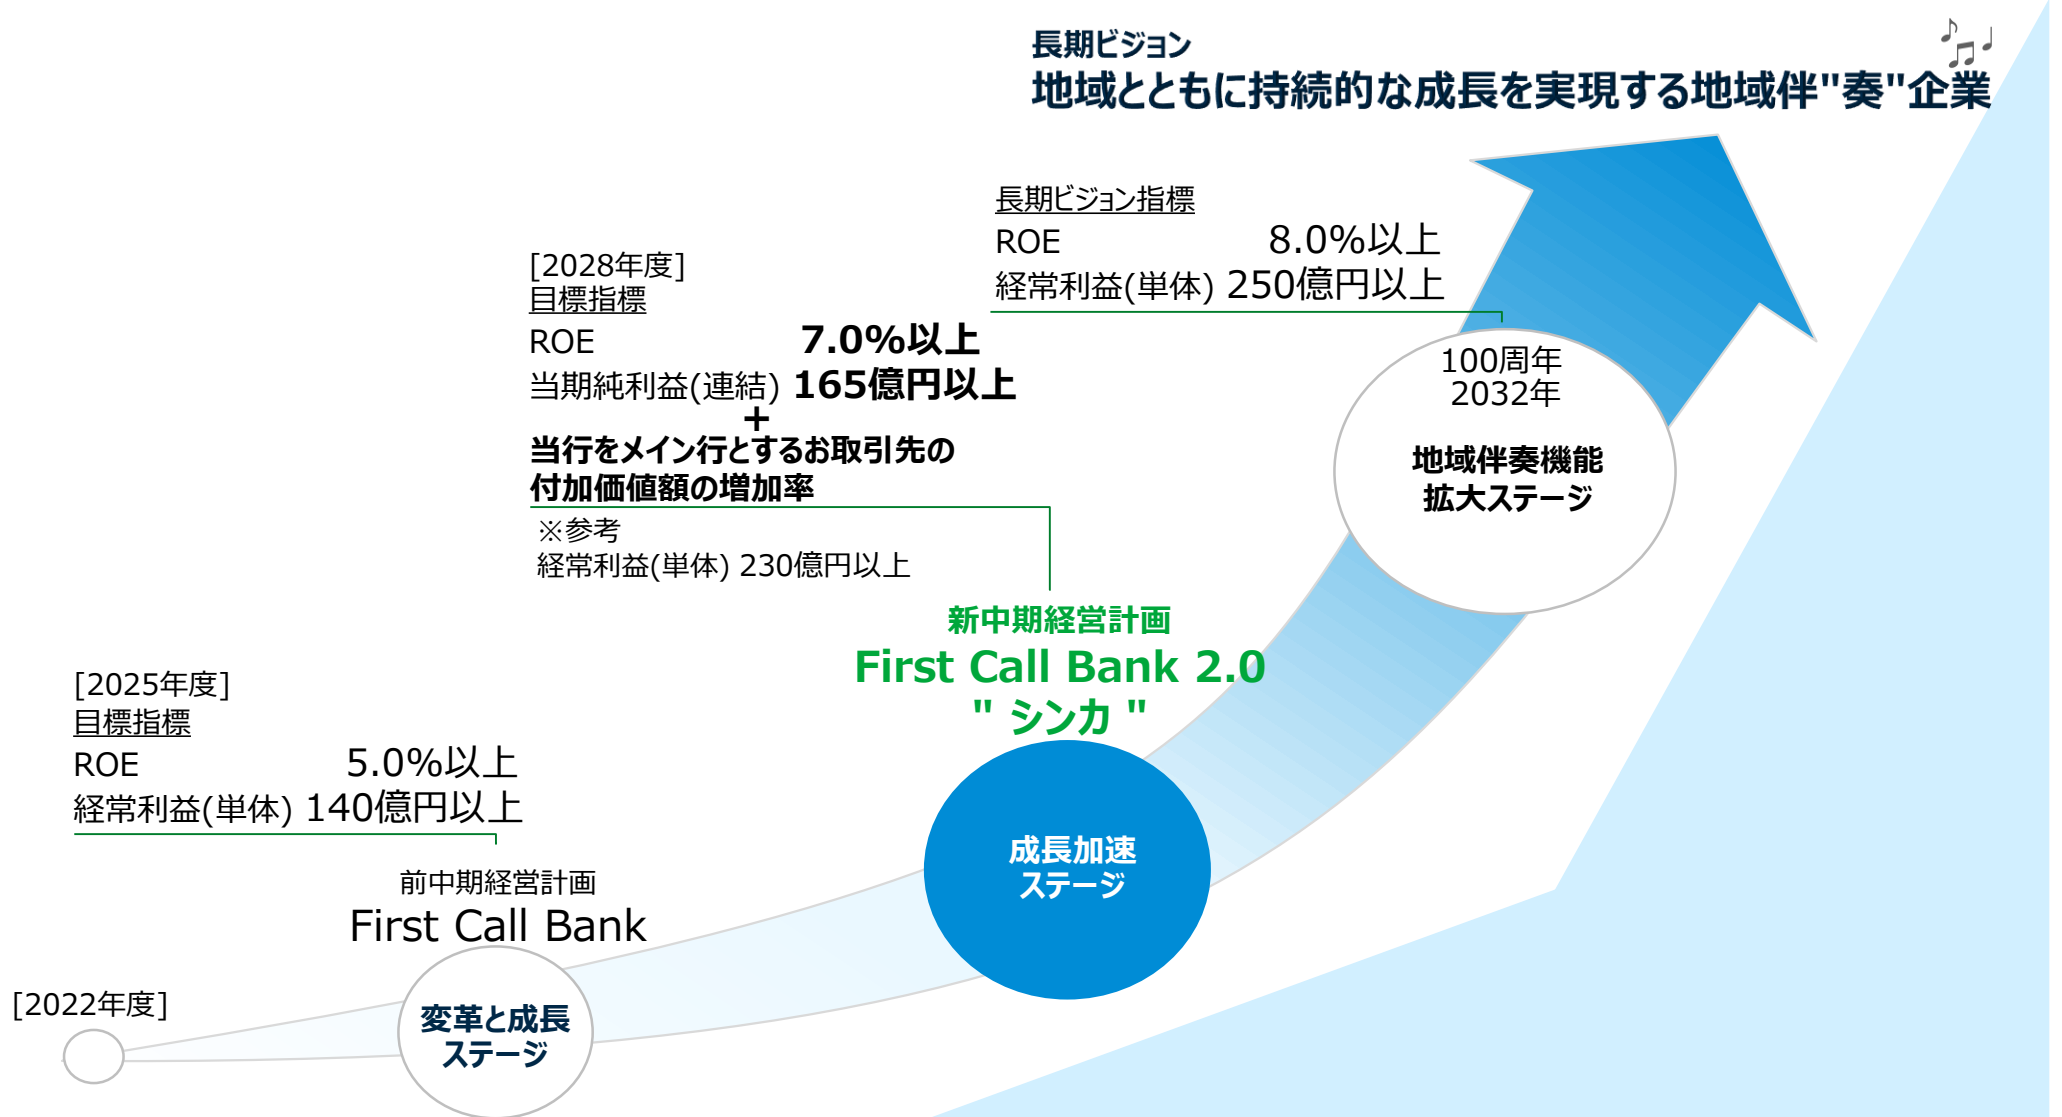 長期ビジョン
地域とともに持続的な成長を実現する地域伴"奏"企業
長期ビジョン指標
ROE 8.0%以上
経常利益(単体) 250億円以上
[2028年度]
目標指標
ROE 7.0%以上
当期純利益(連結) 165億円以上
+
当行をメイン行とするお取引先の
付加価値額の増加率
※参考
経常利益(単体) 230億円以上
100周年
2032年
地域伴奏機能
拡大ステージ
新中期経営計画
First Call Bank 2.0
" シンカ "
成長加速
ステージ
[2025年度]
目標指標
ROE 5.0%以上
経常利益(単体) 140億円以上
前中期経営計画
First Call Bank
変革と成長
ステージ
[2022年度]